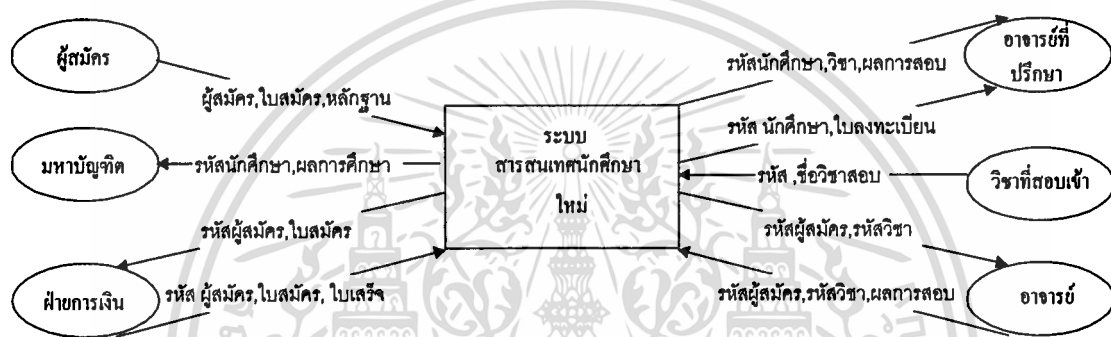 ผู้สมัคร
ผู้สมัคร,ใบสมัคร,หลักฐาน
มหาบัญฑิต
รหัสนักศึกษา,ผลการศึกษา
รหัสผู้สมัคร,ใบสมัคร
ฝ่ายการเงิน
รหัส ผู้สมัคร,ใบสมัคร, ใบเสร็จ
ระบบ
สารสนเทศนักศึกษา
ใหม่
อาจารย์ที่
ปรึกษา
รหัสนักศึกษา,วิชา,ผลการสอบ
รหัส นักศึกษา,ใบลงทะเบียน
รหัส ,ชื่อวิชาสอบ
วิชาที่สอบเข้า
รหัสผู้สมัคร,รหัสวิชา
รหัสผู้สมัคร,รหัสวิชา,ผลการสอบ
อาจารย์